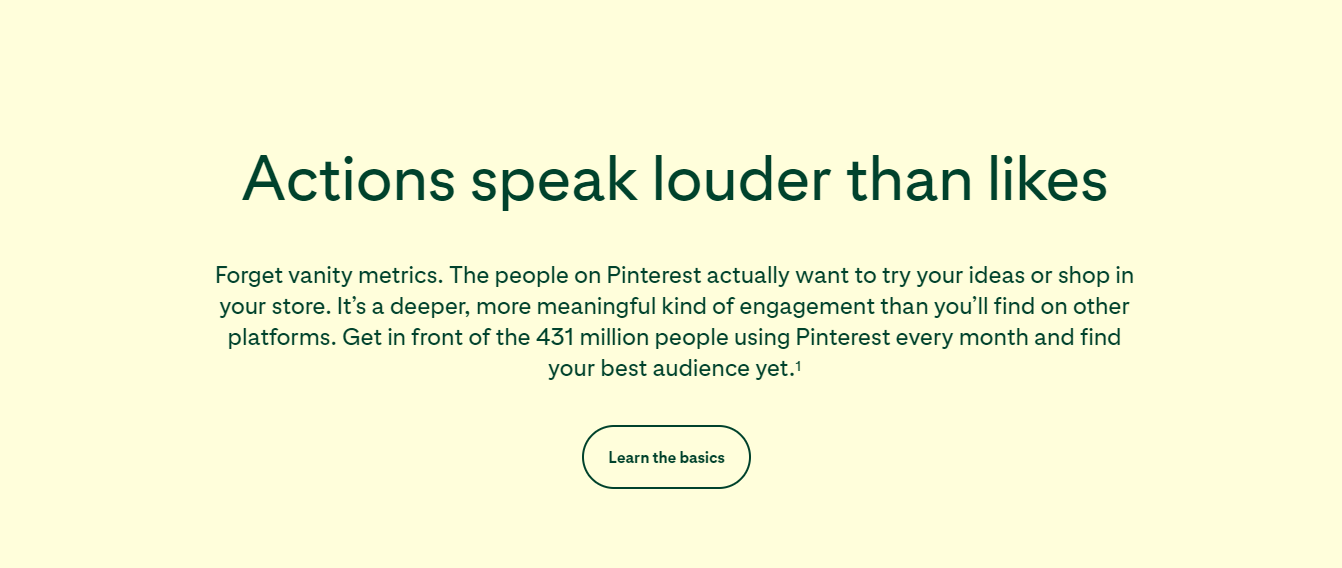 Actions speak louder than likes
Forget vanity metrics. The people on Pinterest actually want to try your ideas or shop in
your store. It’s a deeper, more meaningful kind of engagement than you’ll find on other
platforms. Get in front of the 431 million people using Pinterest every month and find
your best audience yet.¹
Learn the basics